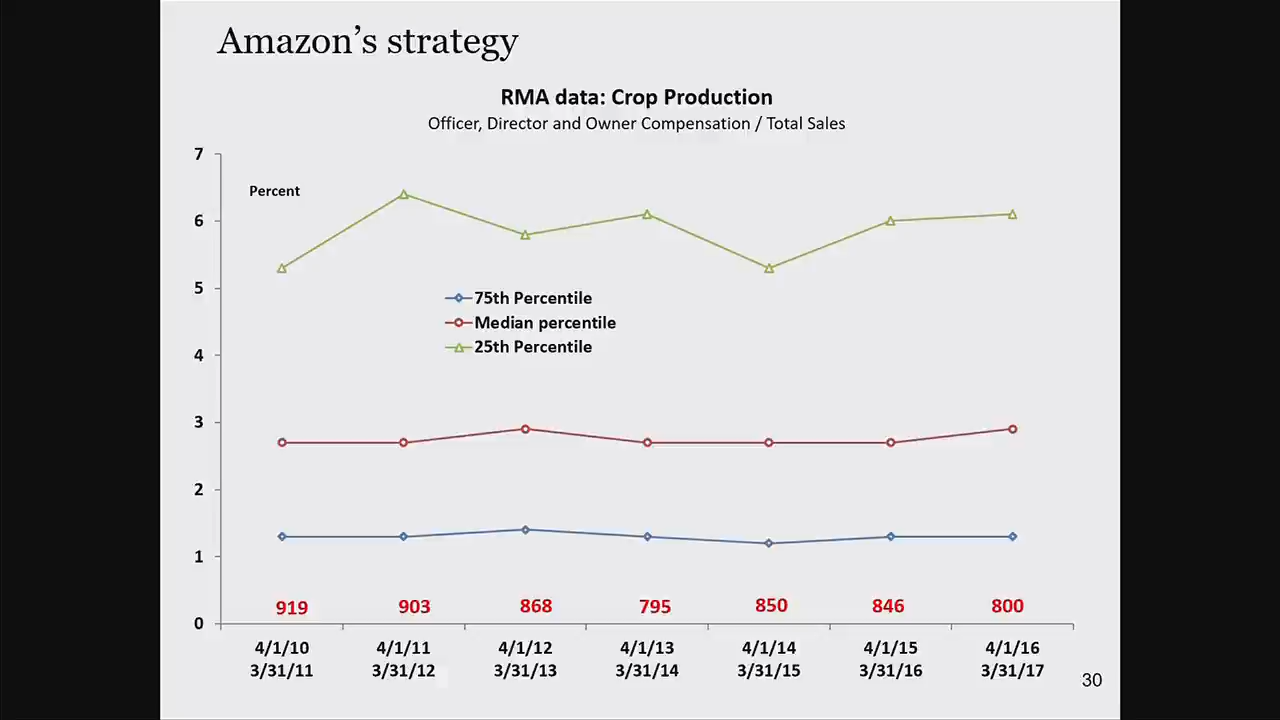 Amazon’s strategy
RMA data: Crop Production
Officer, Director and Owner Compensation / Total Sales
7
Percent
6
5
75th Percentile
Median percentile
25th Percentile
4
3
2
1
919 903 868 795 850 846 800
0
4/1/10 4/1/11 4/1/12 4/1/13 4/1/14 4/1/15 4/1/16
3/31/11 3/31/12 3/31/13 3/31/14 3/31/15 3/31/16 3/31/17
30